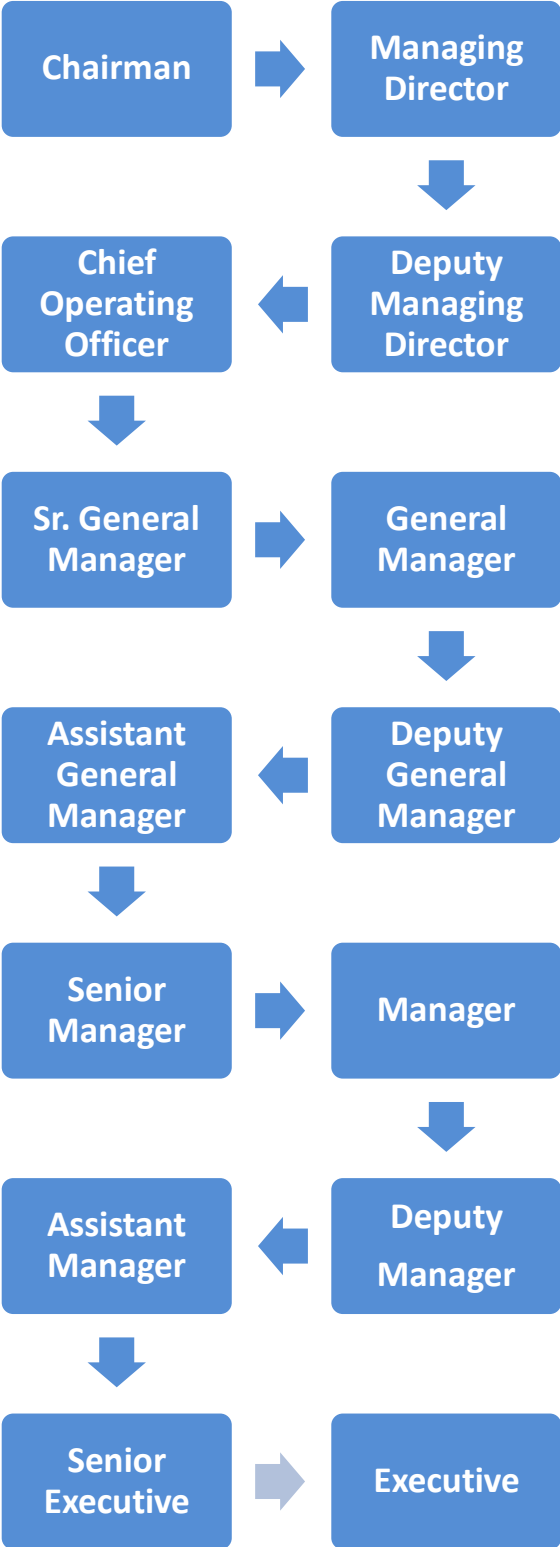 Chairman
Managing
Director
Deputy
Managing
Director
Chief
Operating
Officer
Sr. General
Manager
General
Manager
Deputy
General
Manager
Assistant
General
Manager
Senior
Manager
Manager
Deputy
Manager
Assistant
Manager
Senior
Executive
Executive